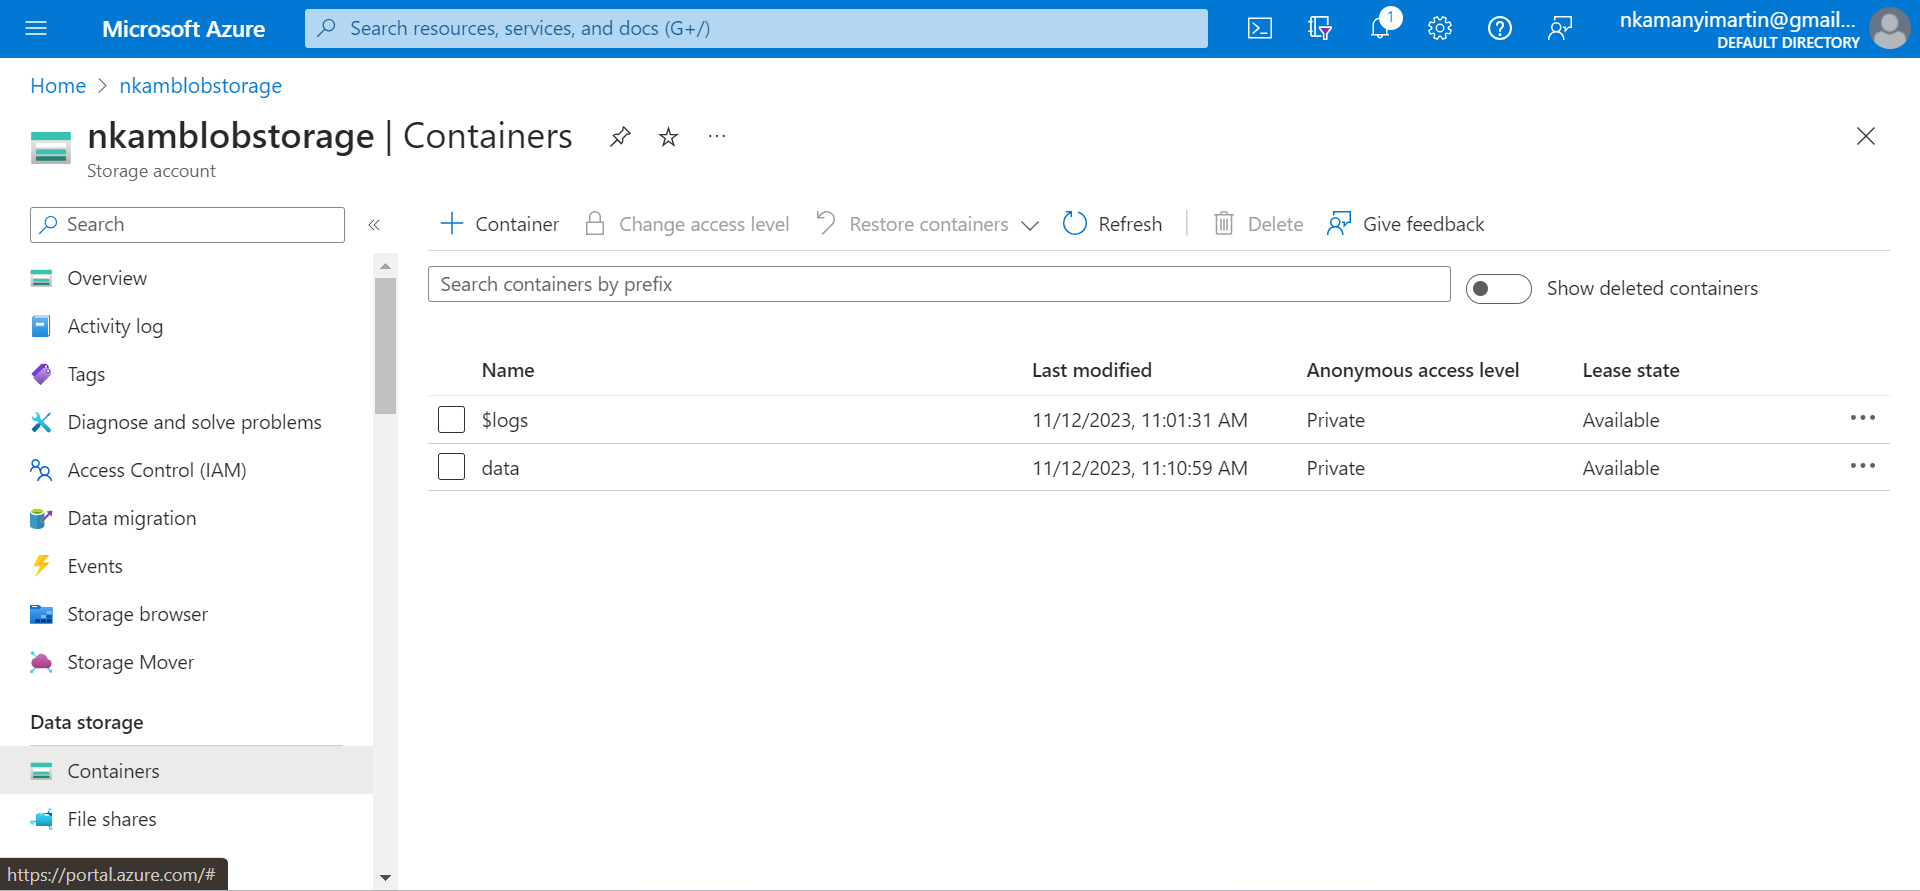 Microsoft Azure
Search resources, services, and docs (G+/)
1
nkamanyimartin@gmail...
DEFAULT DIRECTORY
Home > nkamblobstorage
nkamblobstorage | Containers
Storage account
Search
Container
Change access level
Restore containers
Refresh
Delete
Give feedback
Search containers by prefix
Show deleted containers
Overview
Activity log
Tags
Diagnose and solve problems
Access Control (IAM)
Data migration
Events
Storage browser
Storage Mover
Data storage
Containers
File shares
Name Last modified Anonymous access level Lease state
$logs 11/12/2023, 11:01:31 AM Private Available
data 11/12/2023, 11:10:59 AM Private Available
https://portal.azure.com/#